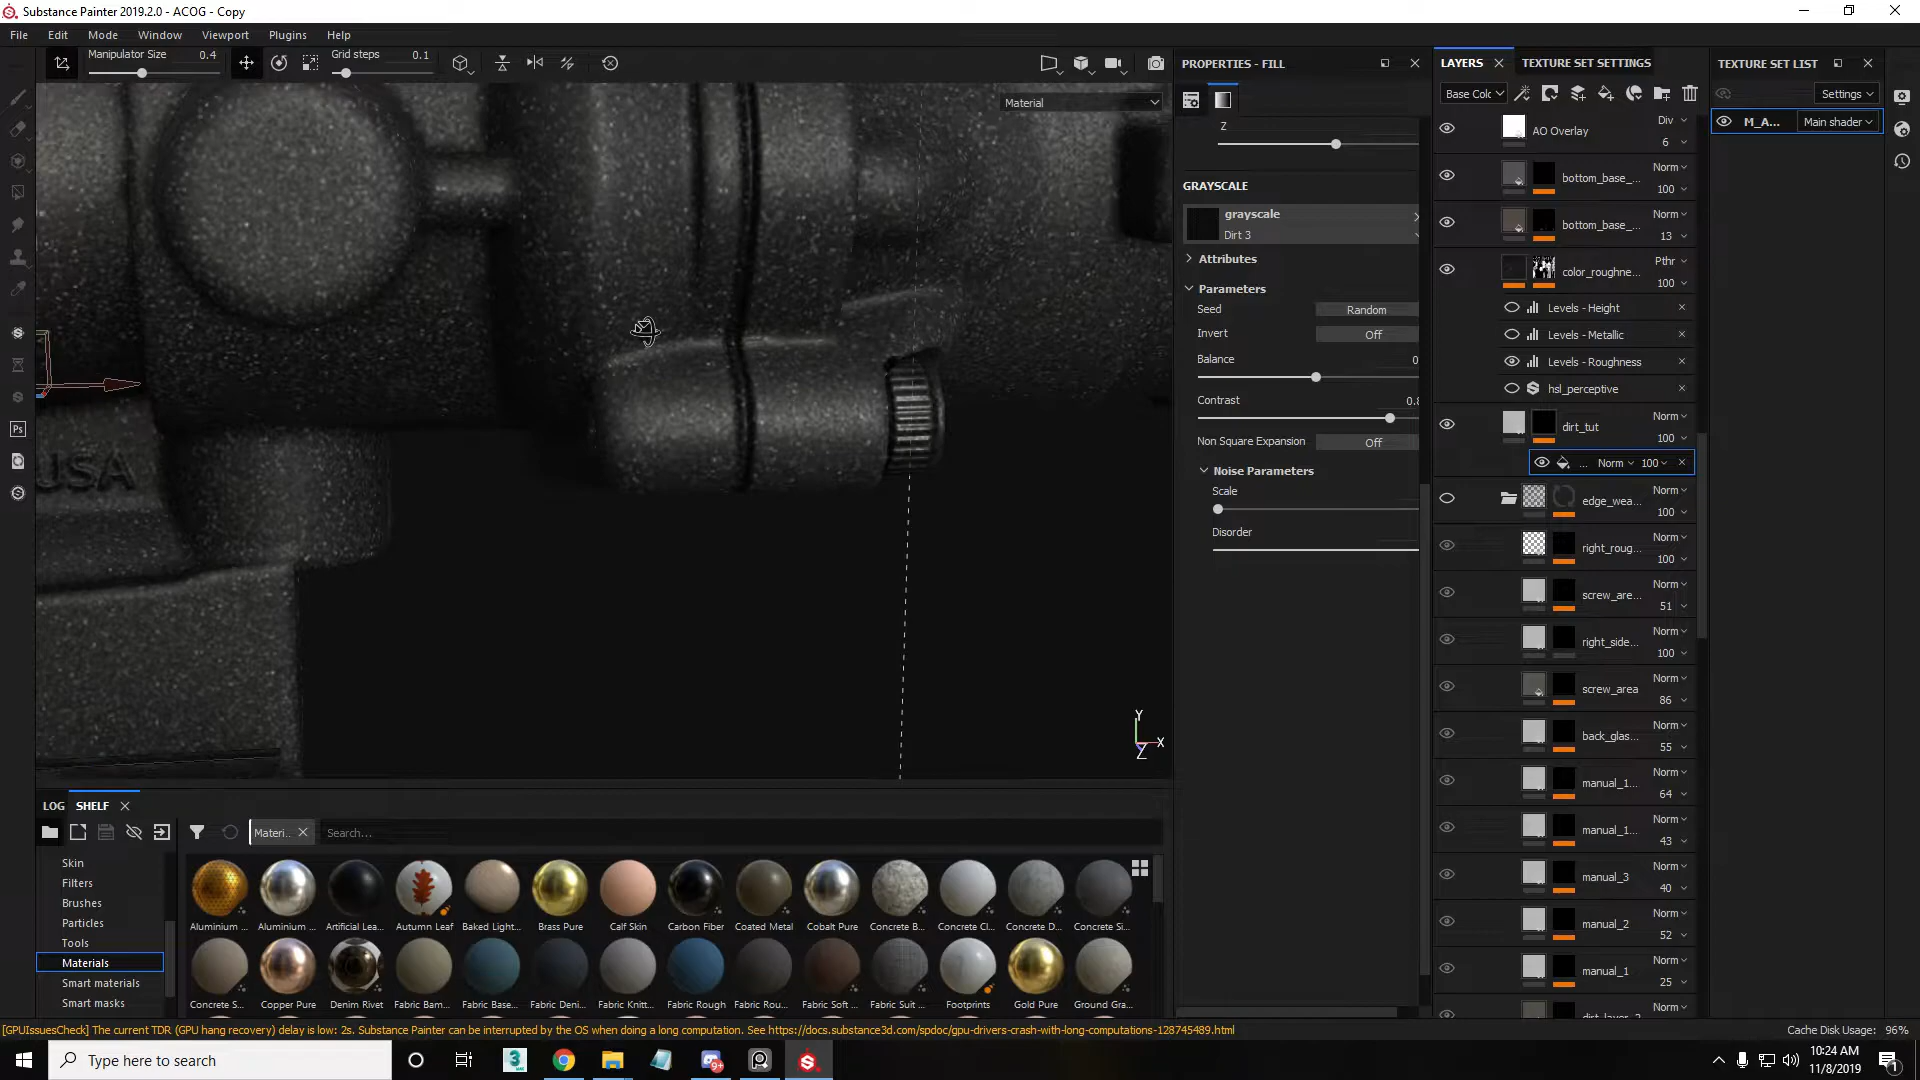 Substance Painter 2019.2.0 - ACOG - Copy
File Edit Mode Window Viewport Plugins Help
Manipulator Size 0.4 Grid steps 0.1
Material
USA
Y
X
Z
PROPERTIES - FILL
Z
GRAYSCALE
grayscale
Dirt 3
Attributes
Parameters
Seed Random
Invert Off
Balance 0
Contrast 0.8
Non Square Expansion Off
Noise Parameters
Scale
Disorder
LAYERS TEXTURE SET SETTINGS
Base Colc
AO Overlay Div 6
bottom_base_... Norm 100
bottom_base_... Norm 13
color_roughne... Pthr 100
Levels - Height
Levels - Metallic
Levels - Roughness
hsl_perceptive
dirt_tut Norm 100
... Norm 100
edge_wea... Norm 100
right_roug... Norm 100
screw_are... Norm 51
right_side... Norm 100
screw_area Norm 86
back_glas... Norm 55
manual_1... Norm 64
manual_1... Norm 43
manual_3 Norm 40
manual_2 Norm 52
manual_1 Norm 25
dirt_layer_2 Norm
TEXTURE SET LIST
Settings
M_A... Main shader
LOG SHELF
Materi... Search...
Skin
Filters
Brushes
Particles
Tools
Materials
Smart materials
Smart masks
Aluminium ... Aluminium ... Artificial Lea... Autumn Leaf Baked Light... Brass Pure Calf Skin Carbon Fiber Coated Metal Cobalt Pure Concrete B... Concrete Cl... Concrete D... Concrete Si...
Concrete S... Copper Pure Denim Rivet Fabric Bam... Fabric Base... Fabric Deni... Fabric Knitt... Fabric Rough Fabric Rou... Fabric Soft ... Fabric Suit ... Footprints Gold Pure Ground Gra...
[GPUIssuesCheck] The current TDR (GPU hang recovery) delay is low: 2s. Substance Painter can be interrupted by the OS when doing a long computation. See https://docs.substance3d.com/spdoc/gpu-drivers-crash-with-long-computations-128745489.html
Cache Disk Usage: 96%
Type here to search
10:24 AM
11/8/2019